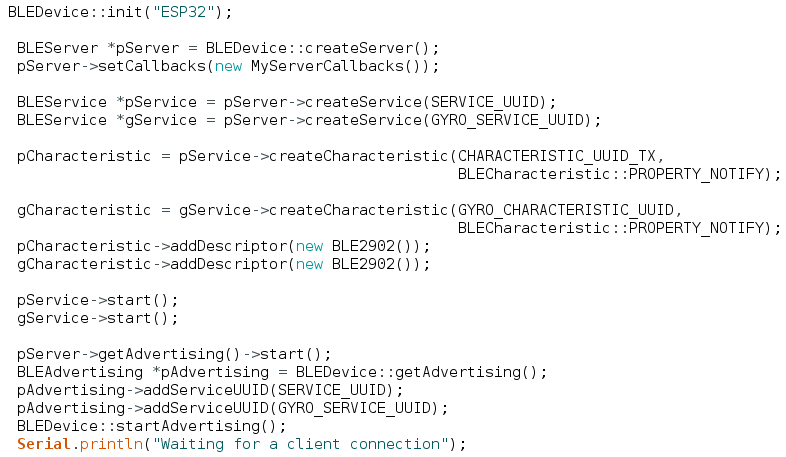 BLEDevice::init("ESP32");
BLEServer *pServer = BLEDevice::createServer();
pServer->setCallbacks(new MyServerCallbacks());
BLEService *pService = pServer->createService(SERVICE_UUID);
BLEService *gService = pServer->createService(GYRO_SERVICE_UUID);
pCharacteristic = pService->createCharacteristic(CHARACTERISTIC_UUID_TX,
BLECharacteristic::PROPERTY_NOTIFY);
gCharacteristic = gService->createCharacteristic(GYRO_CHARACTERISTIC_UUID,
BLECharacteristic::PROPERTY_NOTIFY);
pCharacteristic->addDescriptor(new BLE2902());
gCharacteristic->addDescriptor(new BLE2902());
pService->start();
gService->start();
pServer->getAdvertising()->start();
BLEAdvertising *pAdvertising = BLEDevice::getAdvertising();
pAdvertising->addServiceUUID(SERVICE_UUID);
pAdvertising->addServiceUUID(GYRO_SERVICE_UUID);
BLEDevice::startAdvertising();
Serial.println("Waiting for a client connection");